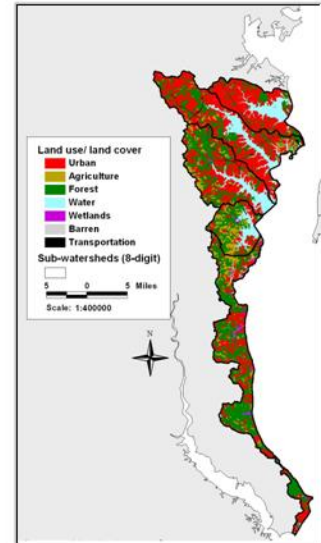 Land use/ land cover
Urban
Agriculture
Forest
Water
Wetlands
Barren
Transportation
Sub-watersheds (8-digit)
5 0 5 Miles
Scale: 1:400000
N